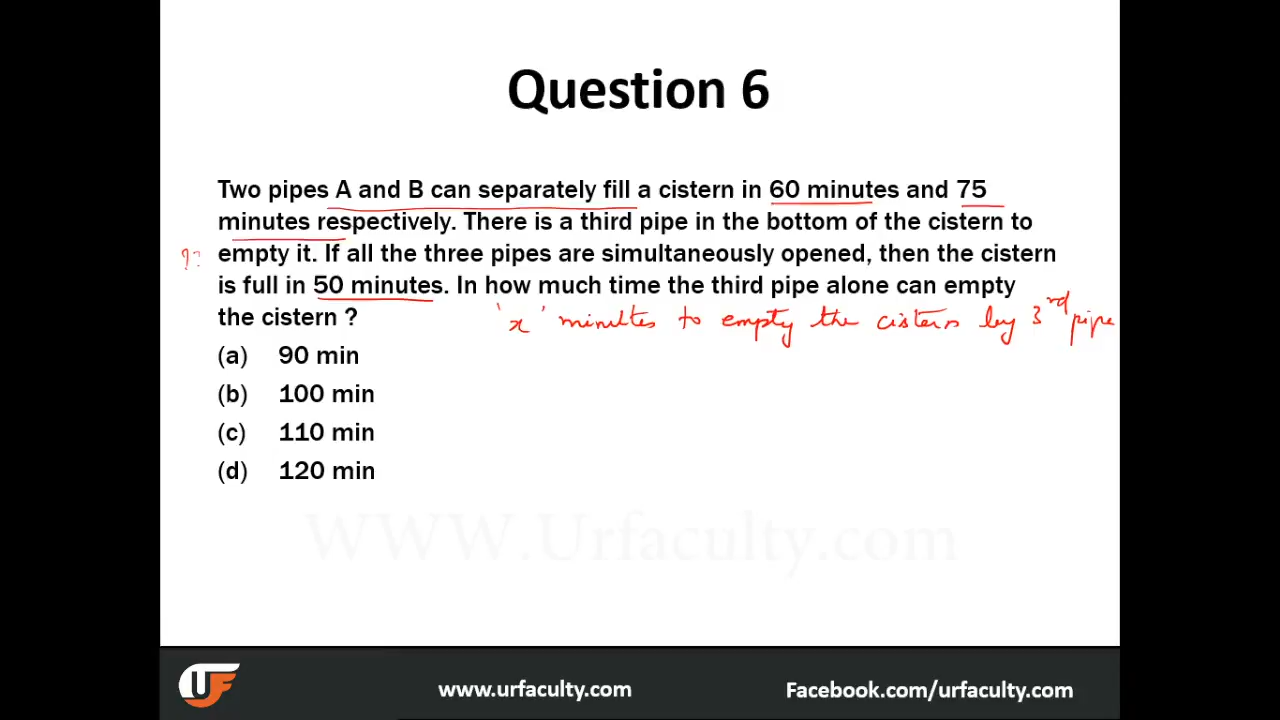 Question 6
Two pipes A and B can separately fill a cistern in 60 minutes and 75
minutes respectively. There is a third pipe in the bottom of the cistern to
empty it. If all the three pipes are simultaneously opened, then the cistern
is full in 50 minutes. In how much time the third pipe alone can empty
the cistern ?
'x' minutes to empty the cistern by 3rd pipe
(a) 90 min
(b) 100 min
(c) 110 min
(d) 120 min
WWW.Urfaculty.com
UF
www.urfaculty.com
Facebook.com/urfaculty.com